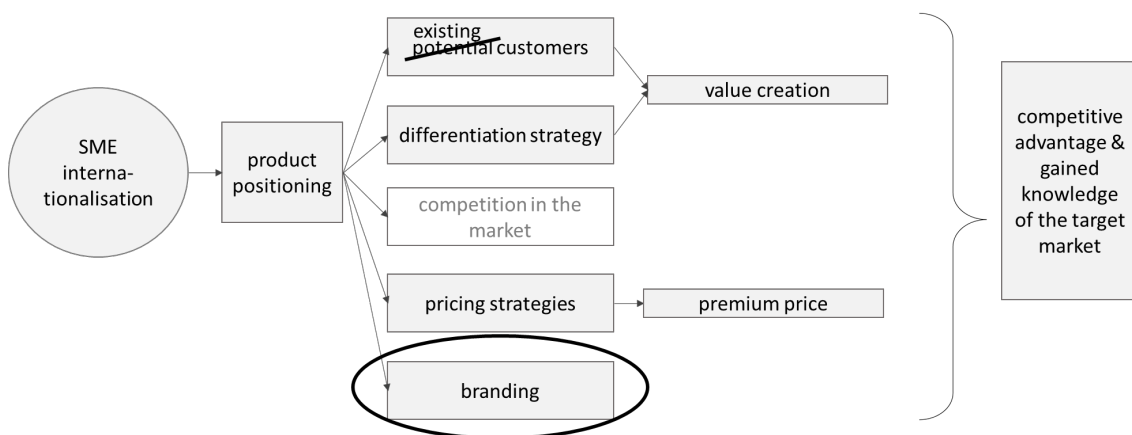 SME
interna-
tionalisation
product
positioning
existing
potential customers
differentiation strategy
competition in the
market
pricing strategies
branding
value creation
premium price
competitive
advantage &
gained
knowledge
of the target
market